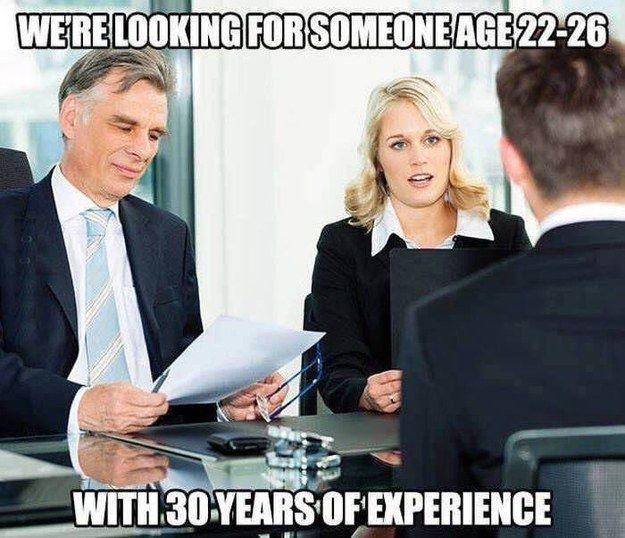 WE'RE LOOKING FOR SOMEONE AGE 22-26
WITH 30 YEARS OF EXPERIENCE